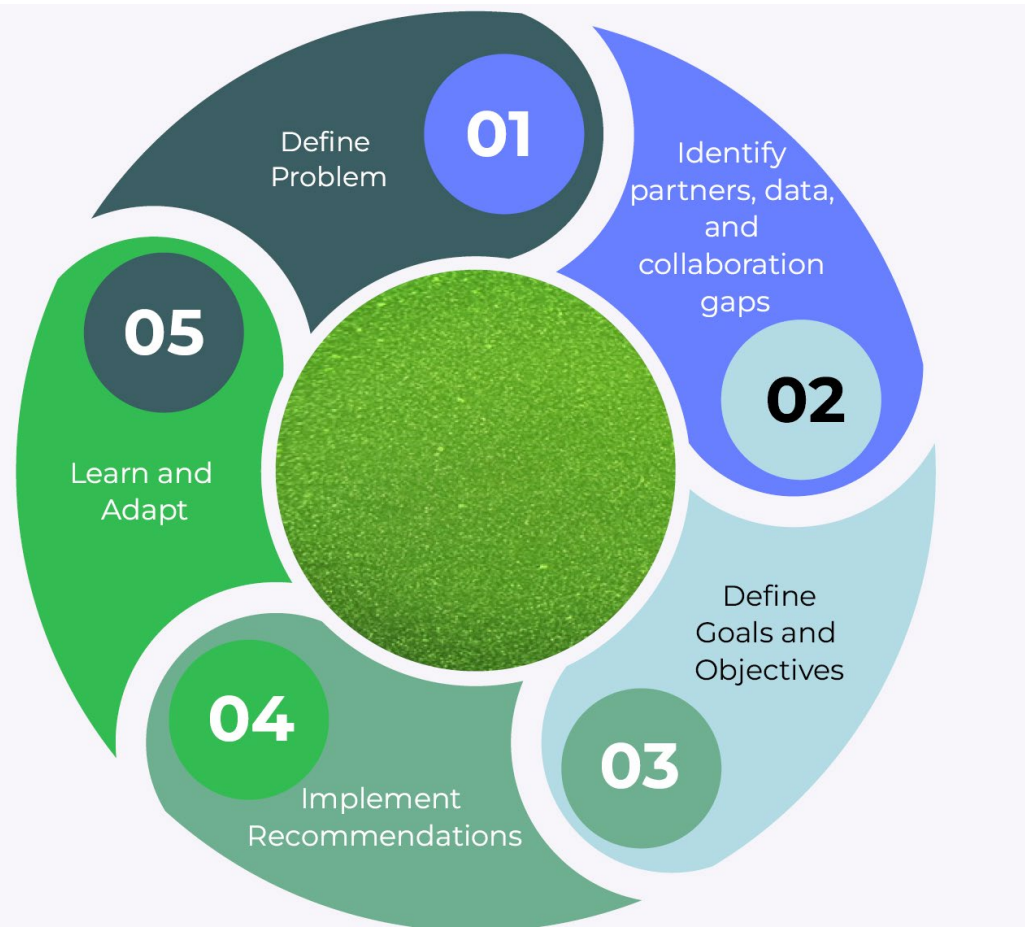 01
Define
Problem
Identify
partners, data,
and
collaboration
gaps
02
Define
Goals and
Objectives
03
04
Implement
Recommendations
05
Learn and
Adapt